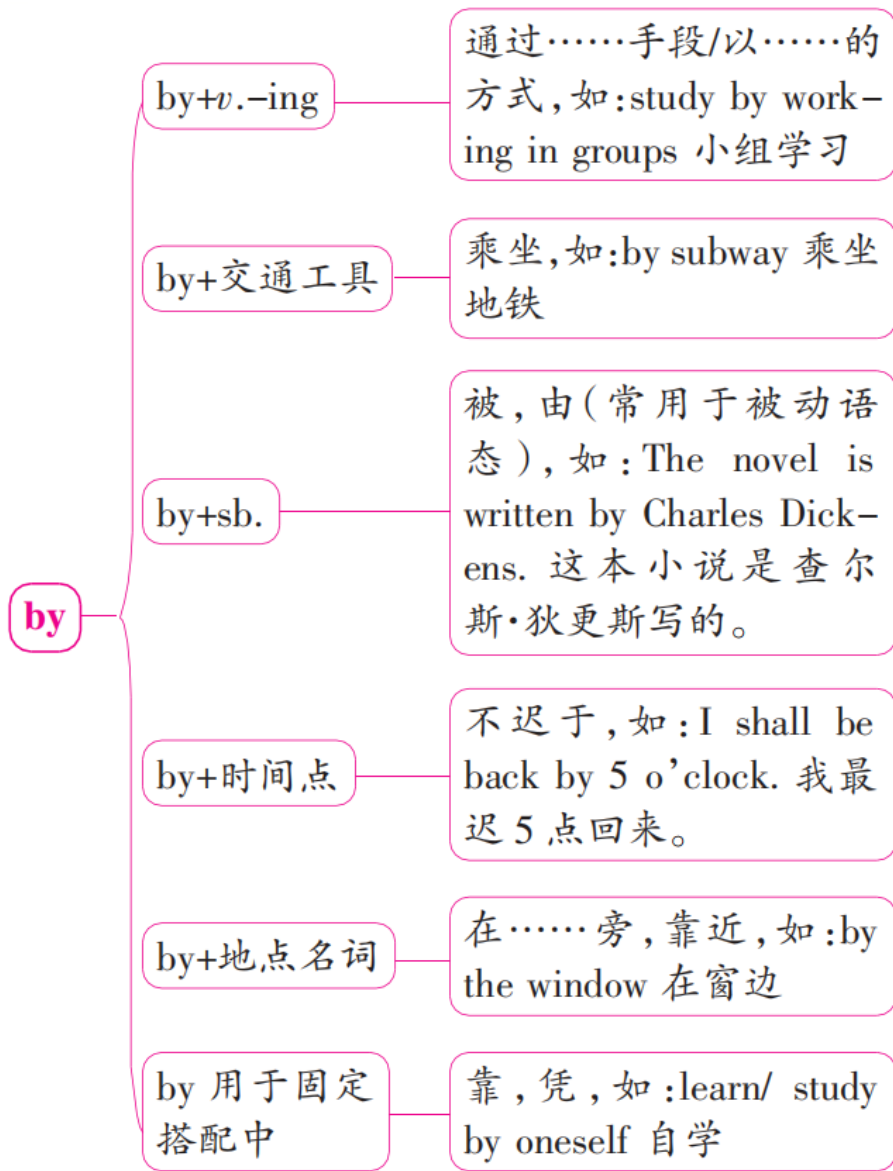 by
by+v.-ing
通过……手段/以……的
方式,如:study by work-
ing in groups 小组学习
by+交通工具
乘坐,如:by subway 乘坐
地铁
by+sb.
被,由(常用于被动语
态),如:The novel is
written by Charles Dick-
ens. 这本小说是查尔
斯·狄更斯写的。
by+时间点
不迟于,如:I shall be
back by 5 o’clock. 我最
迟5点回来。
by+地点名词
在……旁,靠近,如:by
the window 在窗边
by 用于固定
搭配中
靠,凭,如:learn/ study
by oneself 自学